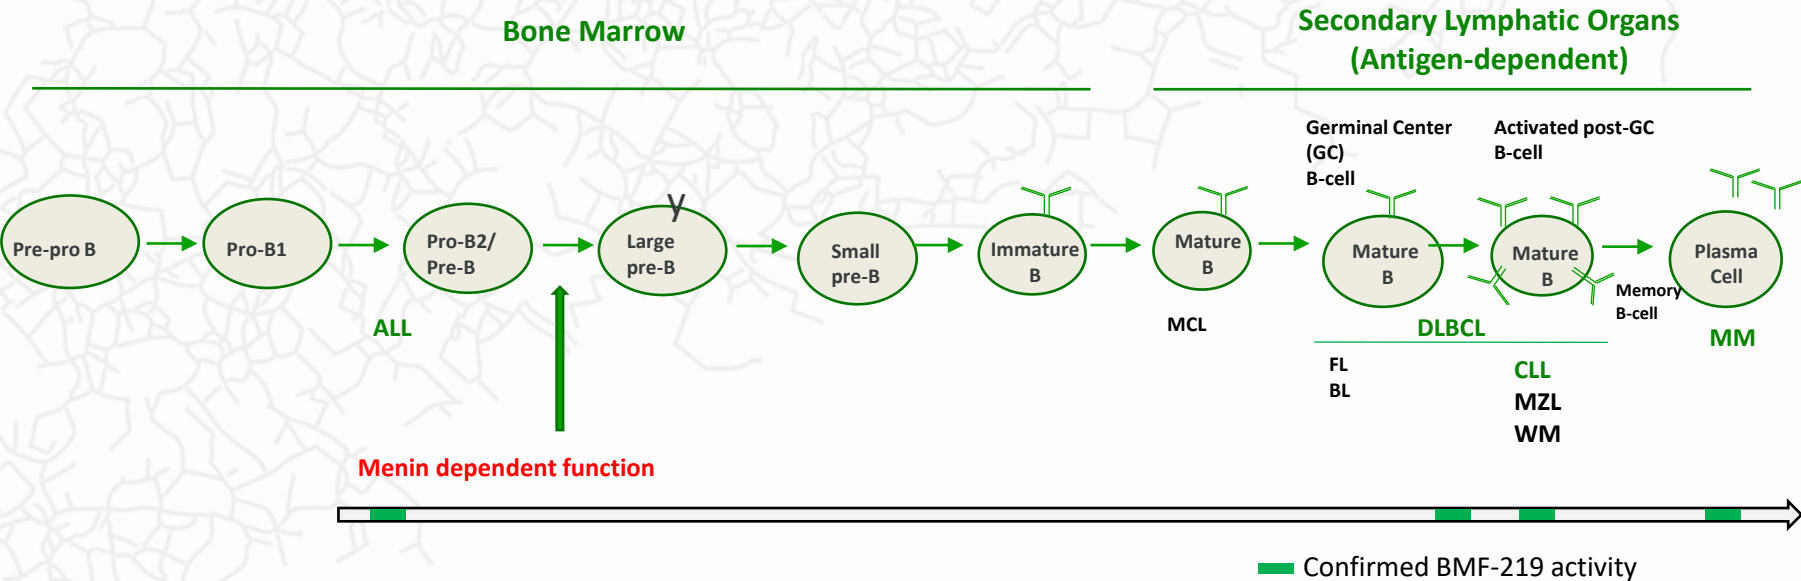 Bone Marrow
Secondary Lymphatic Organs
(Antigen-dependent)
Germinal Center
(GC)
B-cell
Activated post-GC
B-cell
Pre-pro B
Pro-B1
Pro-B2/
Pre-B
Large
pre-B
Small
pre-B
Immature
B
Mature
B
Mature
B
Mature
B
Memory
B-cell
Plasma
Cell
ALL
MCL
DLBCL
MM
FL
BL
CLL
MZL
WM
Menin dependent function
Confirmed BMF-219 activity